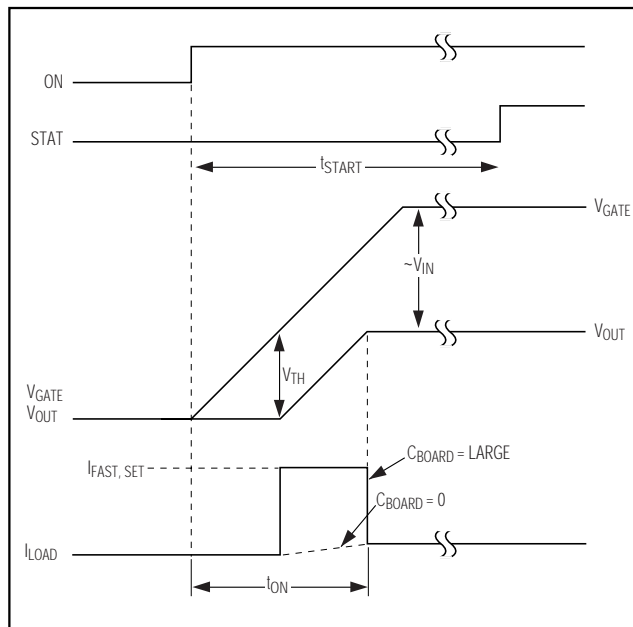 ON
STAT
tSTART
VGATE
~VIN
VOUT
VTH
VGATE
VOUT
CBOARD = LARGE
IFAST, SET
CBOARD = 0
ILOAD
tON